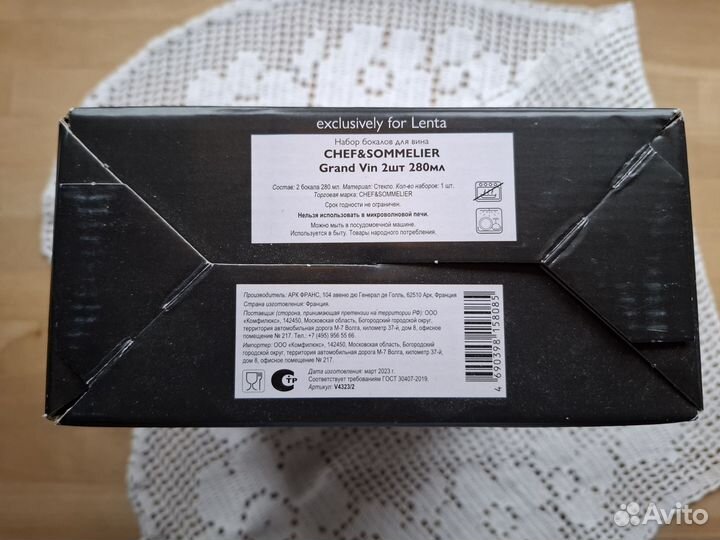 exclusively for Lenta
Набор бокалов для вина
CHEF&SOMMELIER
Grand Vin 2шт 280мл
Состав: 2 бокала 280 мл. Материал: Стекло. Кол-во наборов: 1 шт.
Торговая марка: CHEF&SOMMELIER
Срок годности не ограничен.
Нельзя использовать в микроволновой печи.
Можно мыть в посудомоечной машине.
Используется в быту. Товары народного потребления.
Производитель: АРК ФРАНС, 104 авеню дю Генерал де Голль, 62510 Арк, Франция
Страна изготовления: Франция.
Поставщик (сторона, принимающая претензии на территории РФ): ООО
«Комфилюкс», 142450, Московская область, Богородский городской округ,
территория автомобильная дорога М-7 Волга, километр 37-й, дом 8, офисное
помещение № 217. Тел.: +7 (495) 956 55 66
Импортер: ООО «Комфилюкс», 142450, Московская область, Богородский
городской округ, территория автомобильная дорога М-7 Волга, километр 37-й,
дом 8, офисное помещение № 217.
Дата изготовления: март 2023 г.
Соответствует требованиям ГОСТ 30407-2019.
Артикул: V4323/2
СТР
4 690398 158085
Avito